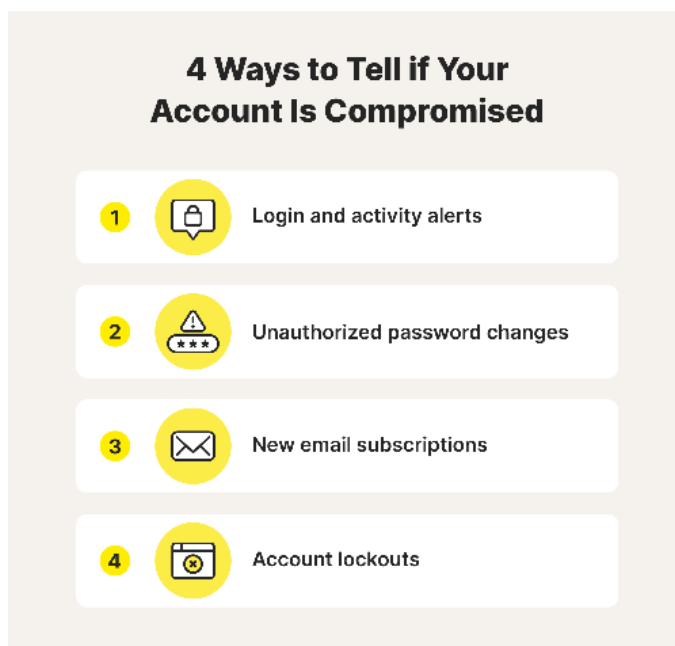 4 Ways to Tell if Your
Account Is Compromised
1 Login and activity alerts
2 Unauthorized password changes
***
3 New email subscriptions
4 Account lockouts